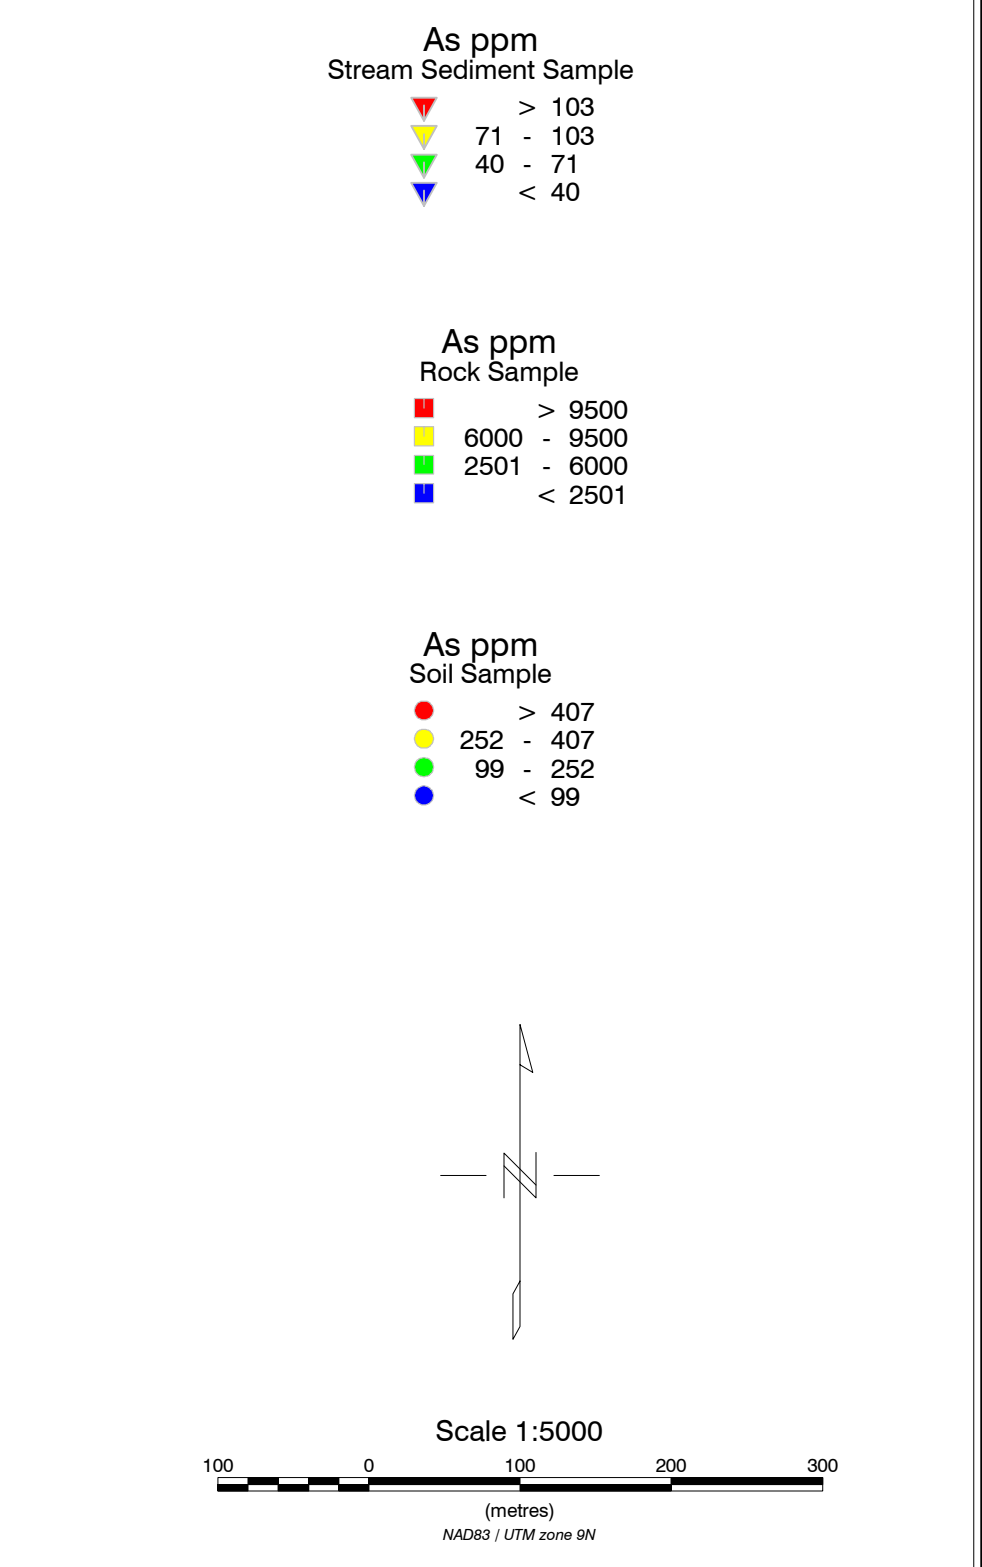 As ppm
Stream Sediment Sample
> 103
71 - 103
40 - 71
< 40
As ppm
Rock Sample
> 9500
6000 - 9500
2501 - 6000
< 2501
As ppm
Soil Sample
> 407
252 - 407
99 - 252
< 99
N
Scale 1:5000
100 0 100 200 300
(metres)
NAD83 / UTM zone 9N